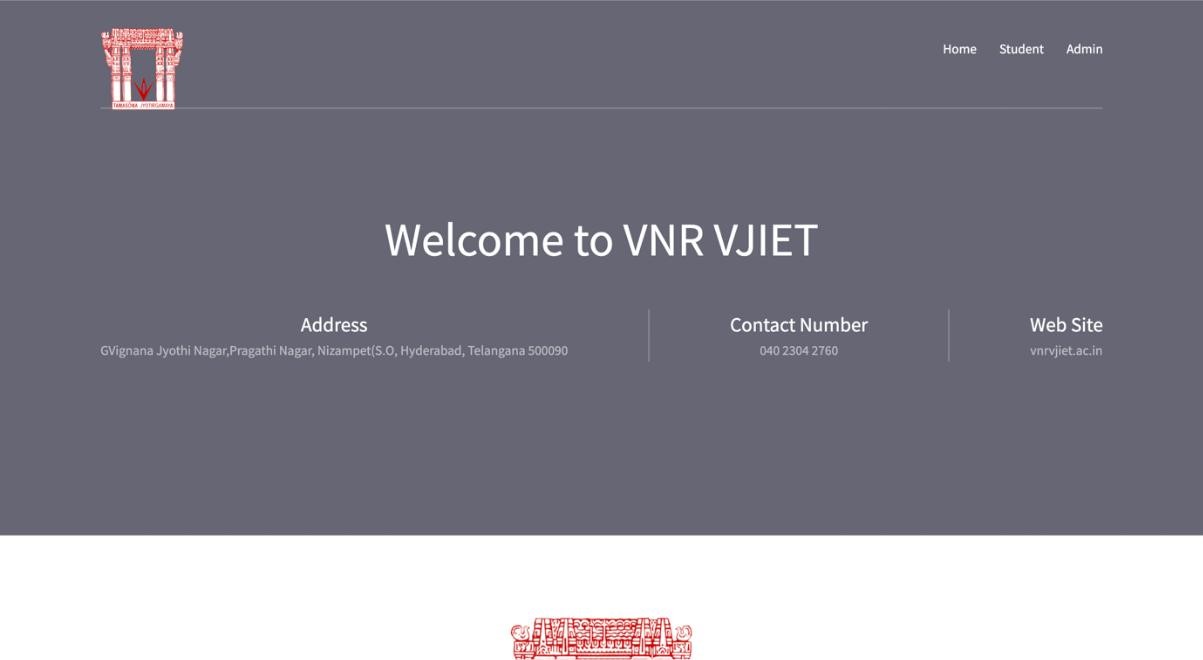 Home Student Admin
TAMASOMA JYOTHIRGAMAYA
Welcome to VNR VJIET
Address
GVignana Jyothi Nagar,Pragathi Nagar, Nizampet(S.O, Hyderabad, Telangana 500090
Contact Number
040 2304 2760
Web Site
vnrvjiet.ac.in